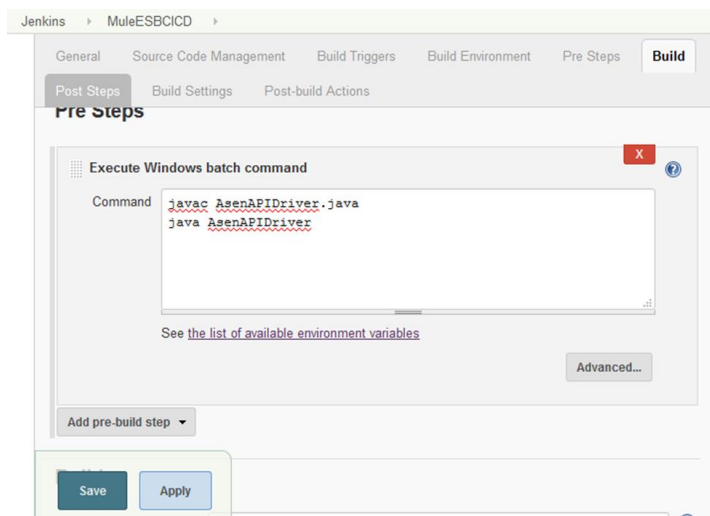 Jenkins MuleESBCICD
General Source Code Management Build Triggers Build Environment Pre Steps Build
Post Steps Build Settings Post-build Actions
Pre Steps
X
Execute Windows batch command
Command
javac AsenAPIDriver.java
java AsenAPIDriver
See the list of available environment variables
Advanced...
Add pre-build step
Save Apply